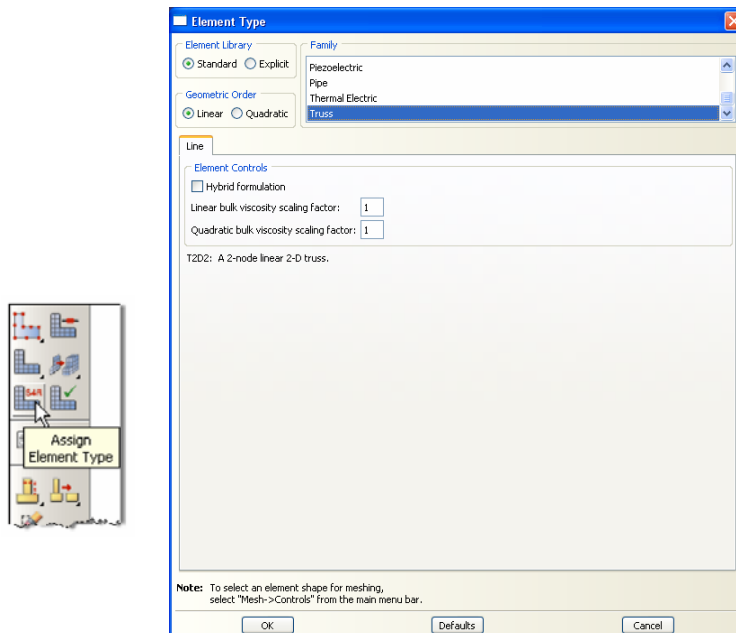 Element Type
Element Library
Standard Explicit
Family
Piezoelectric
Pipe
Thermal Electric
Truss
Geometric Order
Linear Quadratic
Line
Element Controls
Hybrid formulation
Linear bulk viscosity scaling factor: 1
Quadratic bulk viscosity scaling factor: 1
T2D2: A 2-node linear 2-D truss.
S4R
Assign
Element Type
Note: To select an element shape for meshing,
select "Mesh->Controls" from the main menu bar.
OK Defaults Cancel